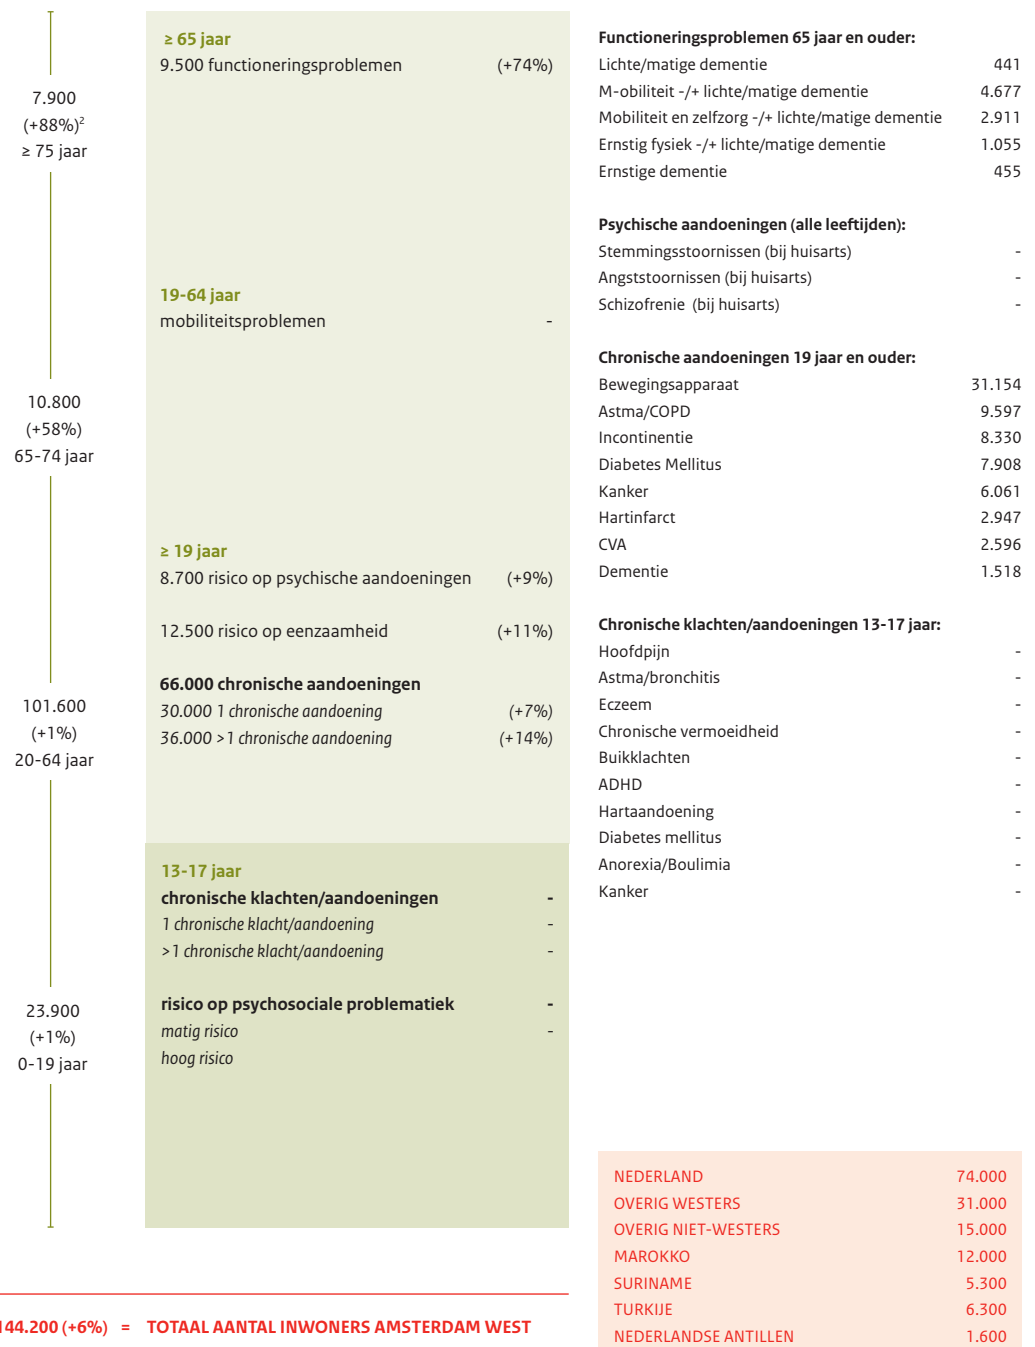 7.900
(+88%)²
≥ 75 jaar
10.800
(+58%)
65-74 jaar
101.600
(+1%)
20-64 jaar
23.900
(+1%)
0-19 jaar
≥ 65 jaar
9.500 functioneringsproblemen (+74%)
19-64 jaar
mobiliteitsproblemen -
≥ 19 jaar
8.700 risico op psychische aandoeningen (+9%)
12.500 risico op eenzaamheid (+11%)
66.000 chronische aandoeningen
30.000 1 chronische aandoening (+7%)
36.000 >1 chronische aandoening (+14%)
13-17 jaar
chronische klachten/aandoeningen -
1 chronische klacht/aandoening -
>1 chronische klacht/aandoening -
risico op psychosociale problematiek -
matig risico -
hoog risico
144.200 (+6%) = TOTAAL AANTAL INWONERS AMSTERDAM WEST
Functioneringsproblemen 65 jaar en ouder:
Lichte/matige dementie 441
M-obiliteit -/+ lichte/matige dementie 4.677
Mobiliteit en zelfzorg -/+ lichte/matige dementie 2.911
Ernstig fysiek -/+ lichte/matige dementie 1.055
Ernstige dementie 455
Psychische aandoeningen (alle leeftijden):
Stemmingsstoornissen (bij huisarts) -
Angststoornissen (bij huisarts) -
Schizofrenie (bij huisarts) -
Chronische aandoeningen 19 jaar en ouder:
Bewegingsapparaat 31.154
Astma/COPD 9.597
Incontinentie 8.330
Diabetes Mellitus 7.908
Kanker 6.061
Hartinfarct 2.947
CVA 2.596
Dementie 1.518
Chronische klachten/aandoeningen 13-17 jaar:
Hoofdpijn -
Astma/bronchitis -
Eczeem -
Chronische vermoeidheid -
Buikklachten -
ADHD -
Hartaandoening -
Diabetes mellitus -
Anorexia/Boulimia -
Kanker -
NEDERLAND 74.000
OVERIG WESTERS 31.000
OVERIG NIET-WESTERS 15.000
MAROKKO 12.000
SURINAME 5.300
TURKIJE 6.300
NEDERLANDSE ANTILLEN 1.600